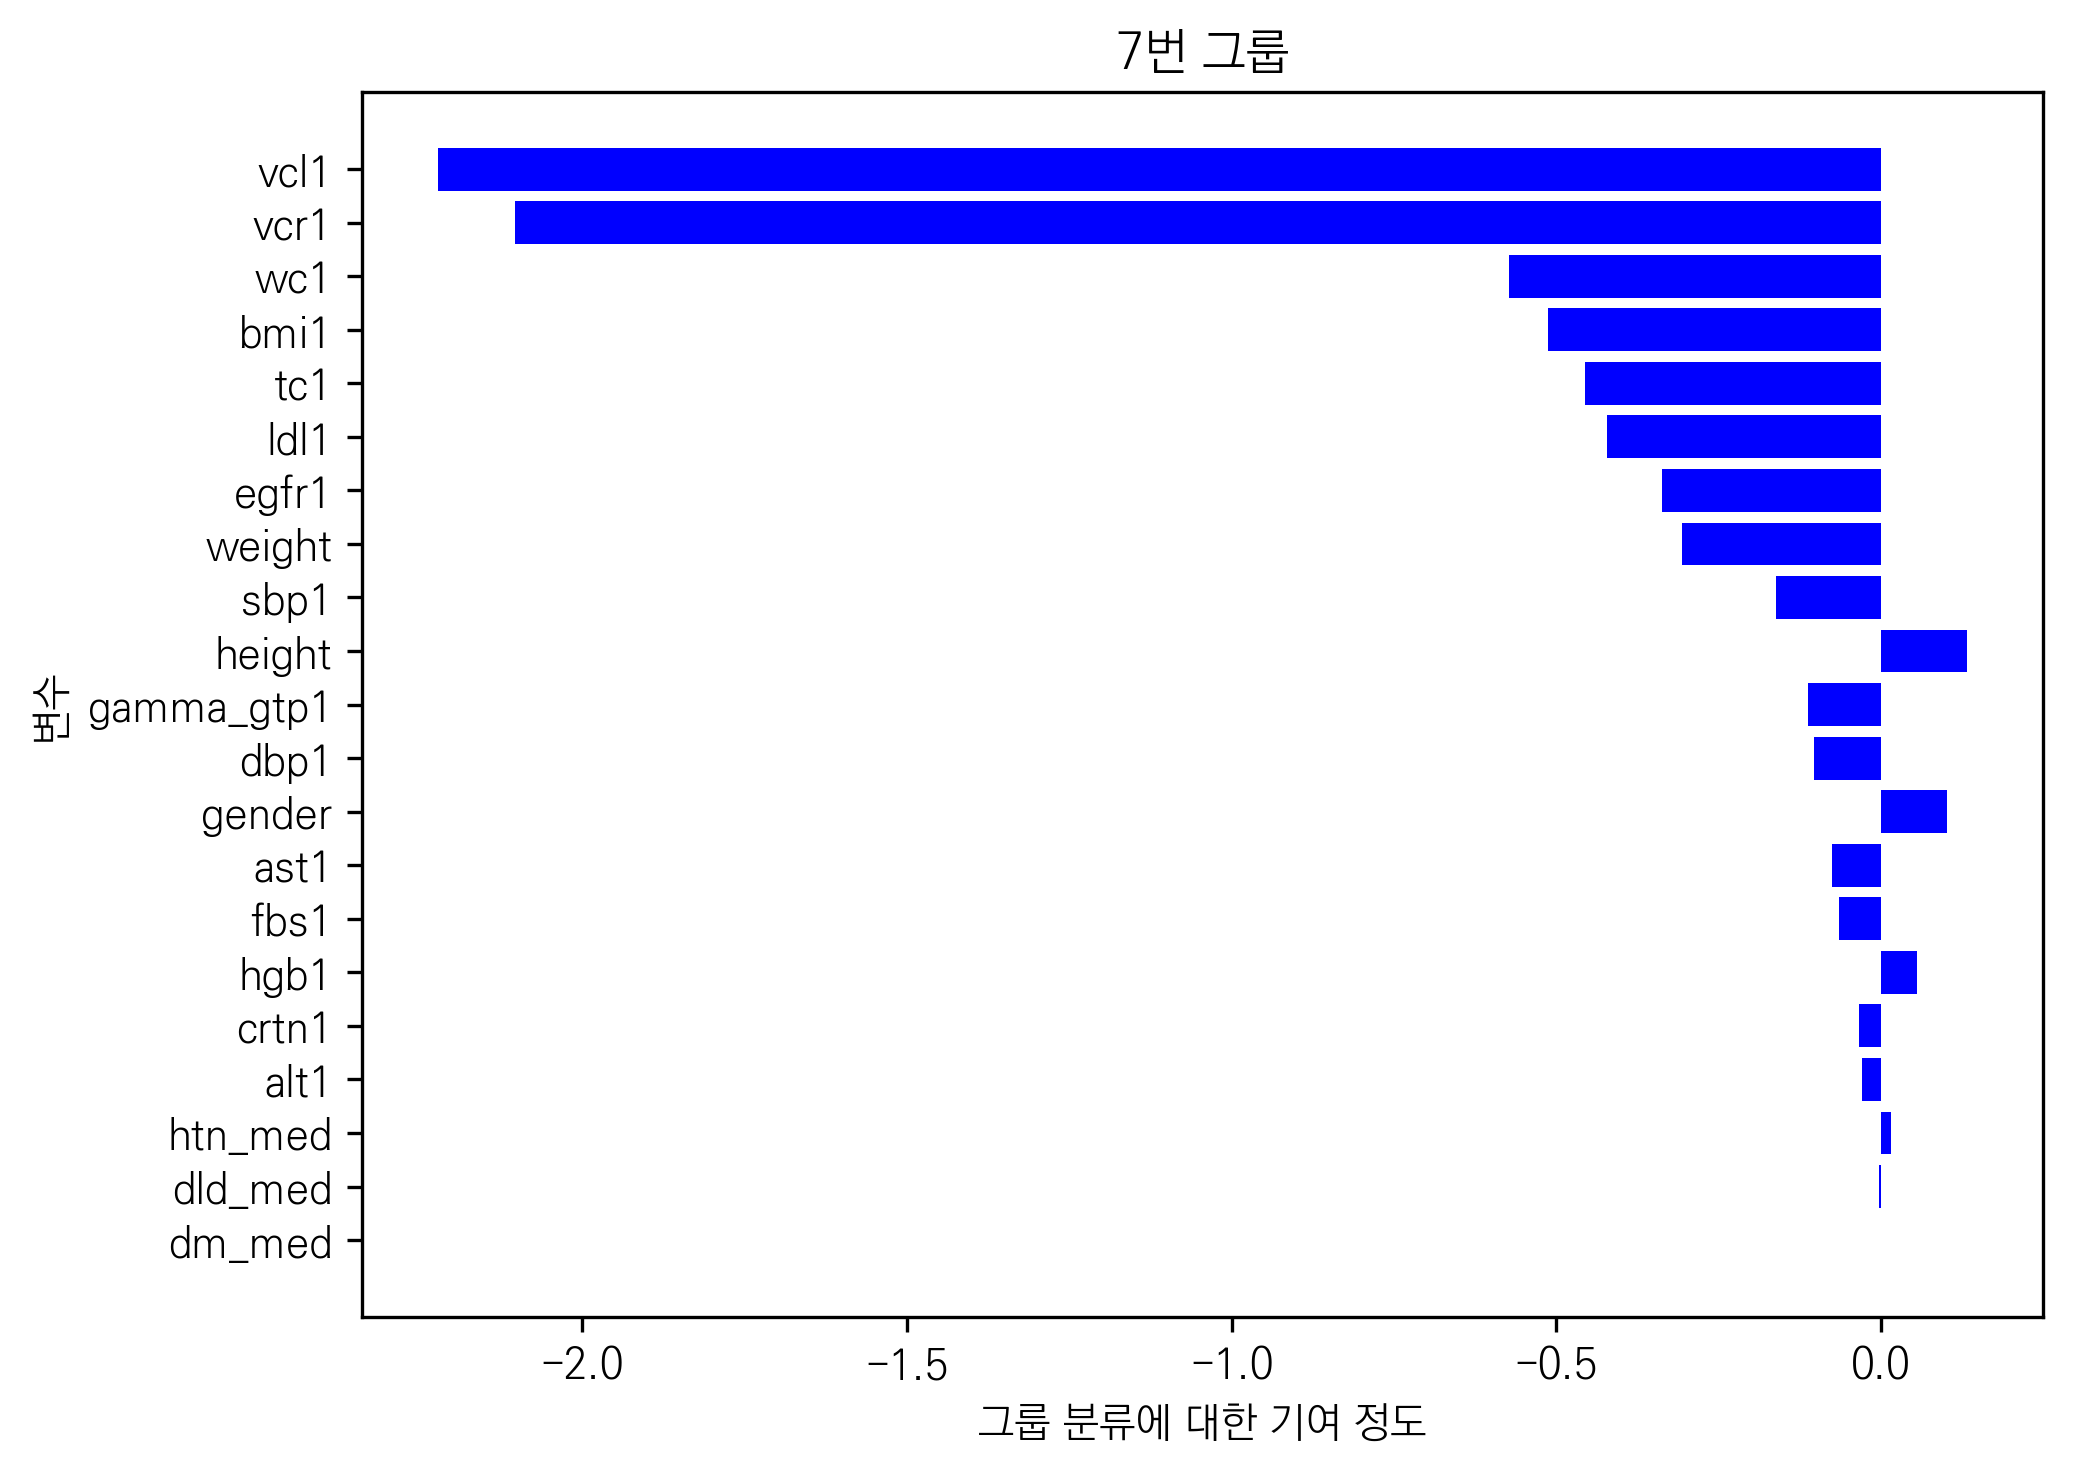 7번 그룹
변수
vcl1
vcr1
wc1
bmi1
tc1
ldl1
egfr1
weight
sbp1
height
gamma_gtp1
dbp1
gender
ast1
fbs1
hgb1
crtn1
alt1
htn_med
dld_med
dm_med
−2.0 −1.5 −1.0 −0.5 0.0
그룹 분류에 대한 기여 정도